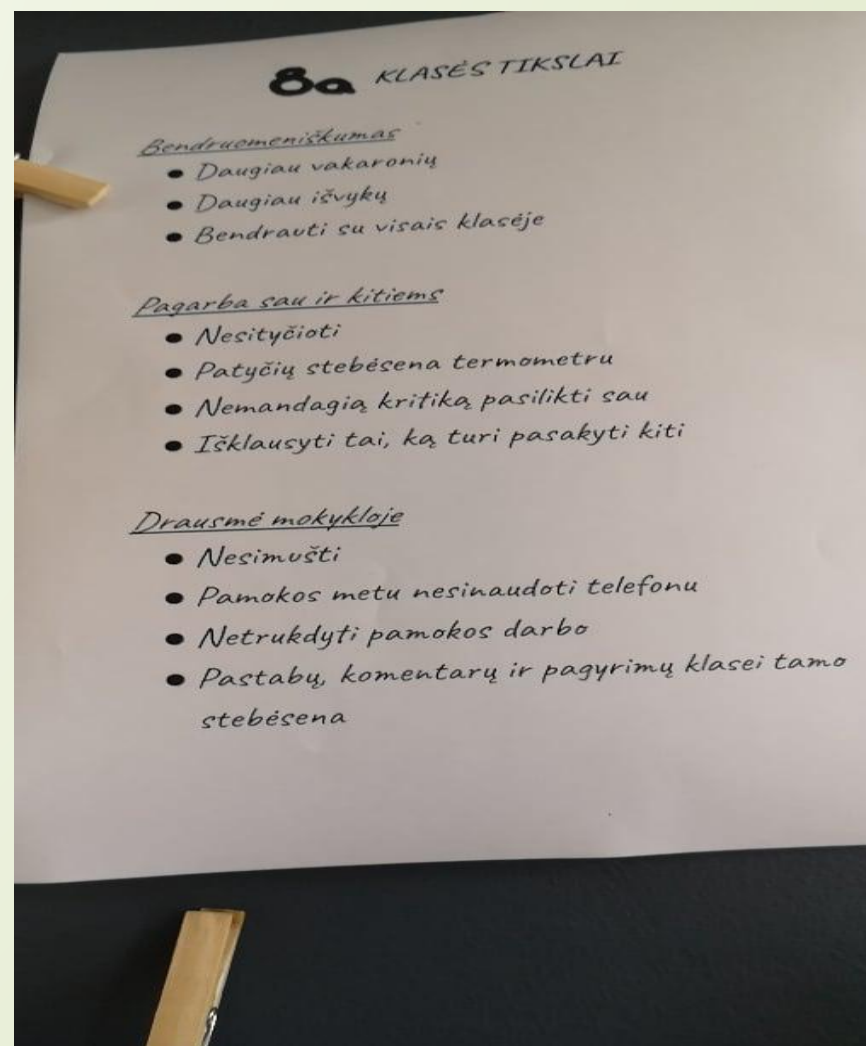 8a KLASĖS TIKSLAI
Bendruomeniškumas
● Daugiau vakaronių
● Daugiau išvykų
● Bendrauti su visais klasėje
Pagarba sau ir kitiems
● Nesityčioti
● Patyčių stebėsena termometru
● Nemandagią kritiką pasilikti sau
● Išklausyti tai, ką turi pasakyti kiti
Drausmė mokykloje
● Nesimušti
● Pamokos metu nesinaudoti telefonu
● Netrukdyti pamokos darbo
● Pastabų, komentarų ir pagyrimų klasei tamo
stebėsena